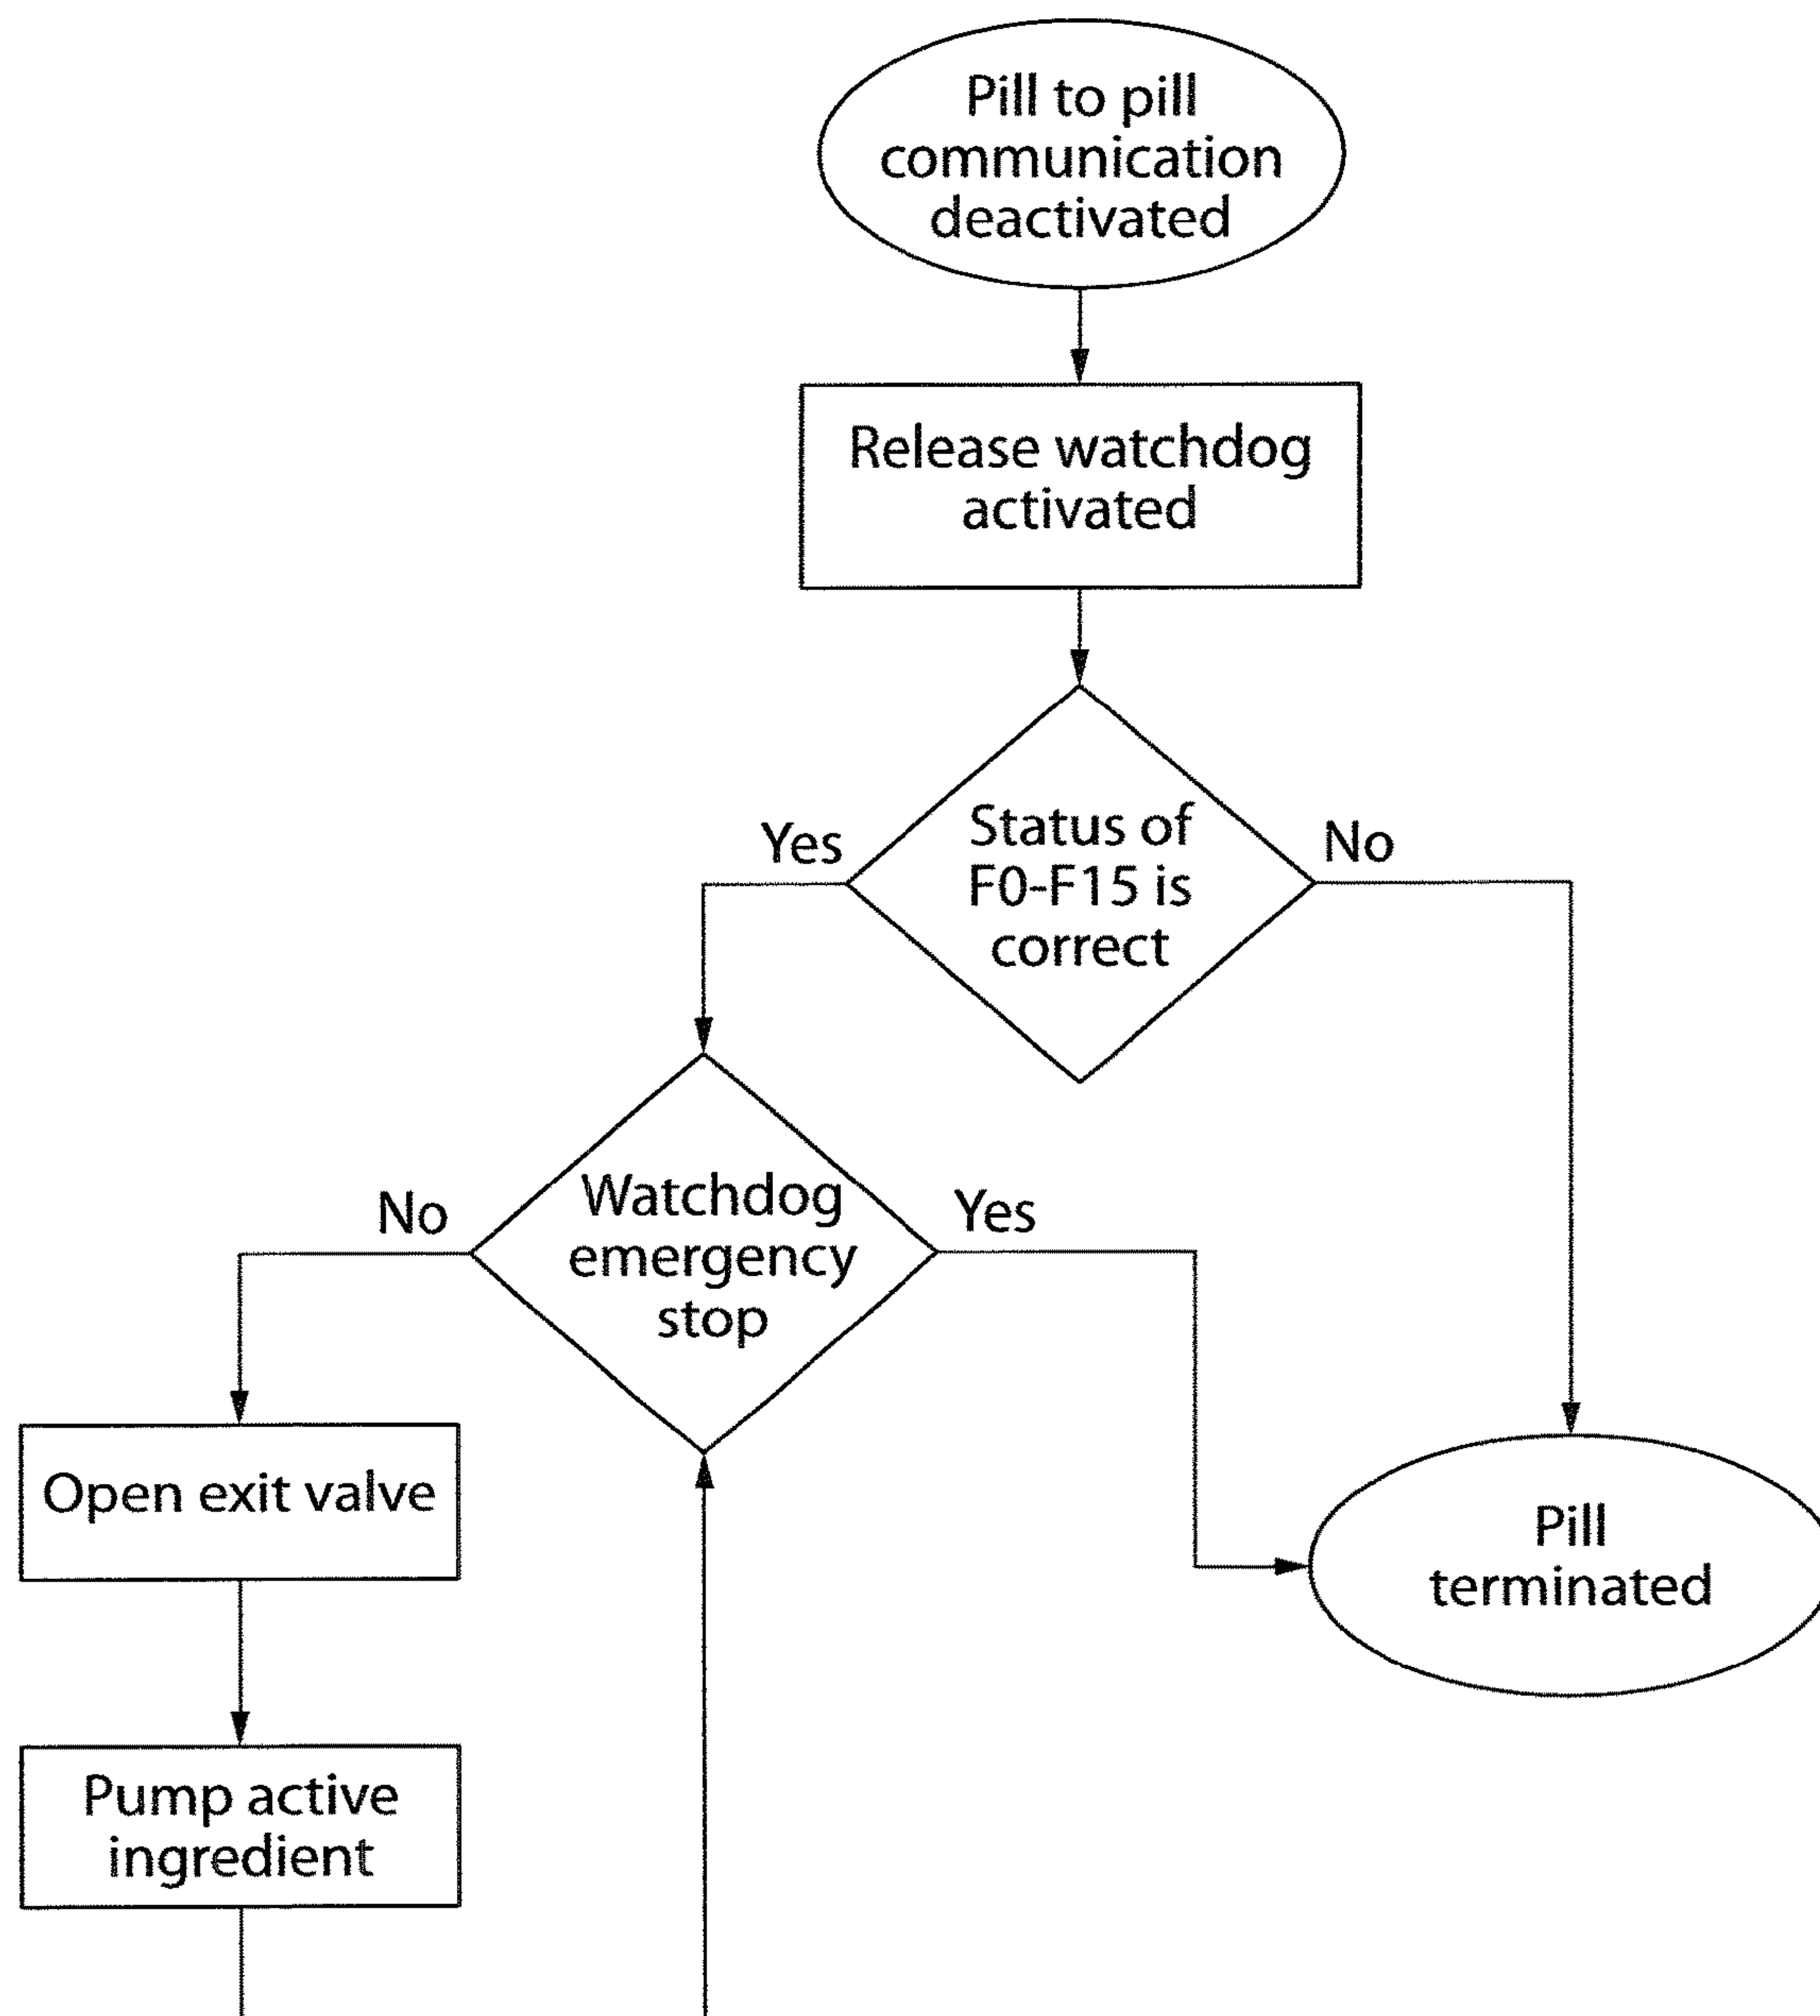 Pill to pill
communication
deactivated
Release watchdog
activated
Status of
F0-F15 is
correct
Yes
No
Watchdog
emergency
stop
No
Yes
Open exit valve
Pill
terminated
Pump active
ingredient